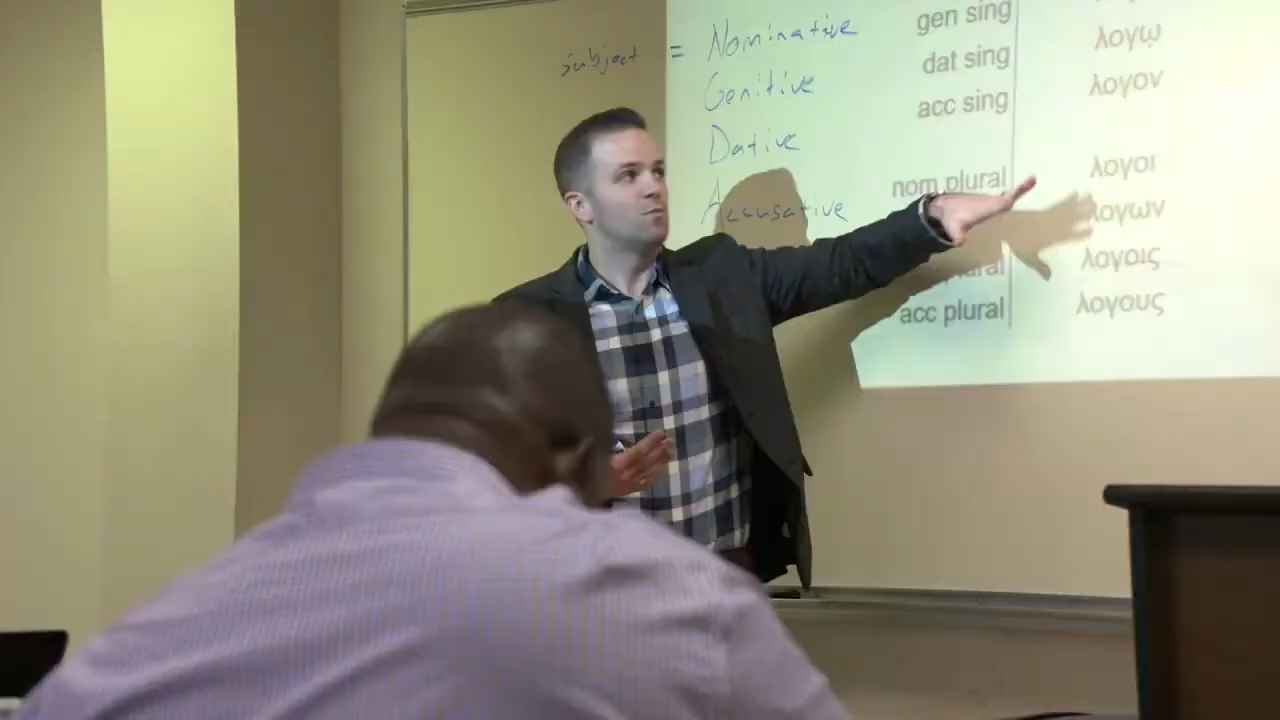 subject = Nominative
Genitive
Dative
Accusative
gen sing
dat sing λογῳ
acc sing λογον
nom plural λογοι
λογων
λογοις
acc plural λογους